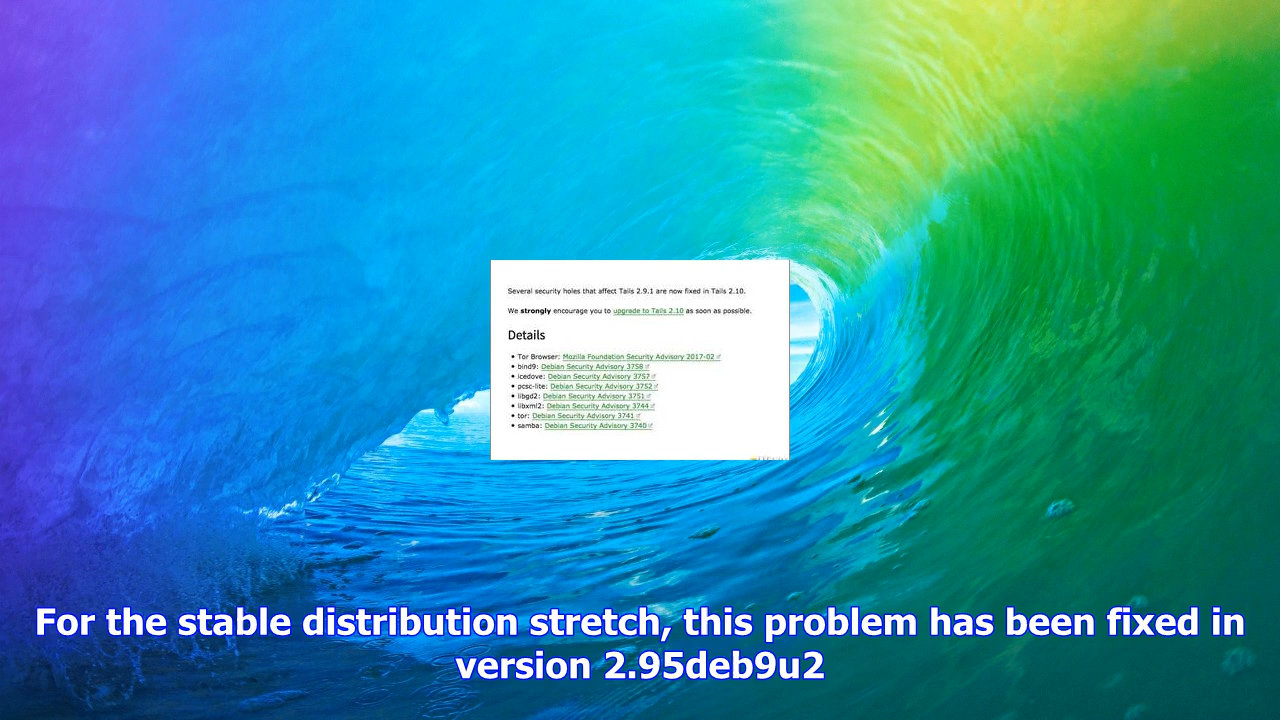 Several security holes that affect Tails 2.9.1 are now fixed in Tails 2.10.
We strongly encourage you to upgrade to Tails 2.10 as soon as possible.
Details
• Tor Browser: Mozilla Foundation Security Advisory 2017-02
• bind9: Debian Security Advisory 3758
• icedove: Debian Security Advisory 3757
• pcsc-lite: Debian Security Advisory 3752
• libgd2: Debian Security Advisory 3751
• libxml2: Debian Security Advisory 3744
• tor: Debian Security Advisory 3741
• samba: Debian Security Advisory 3740
For the stable distribution stretch, this problem has been fixed in
version 2.95deb9u2